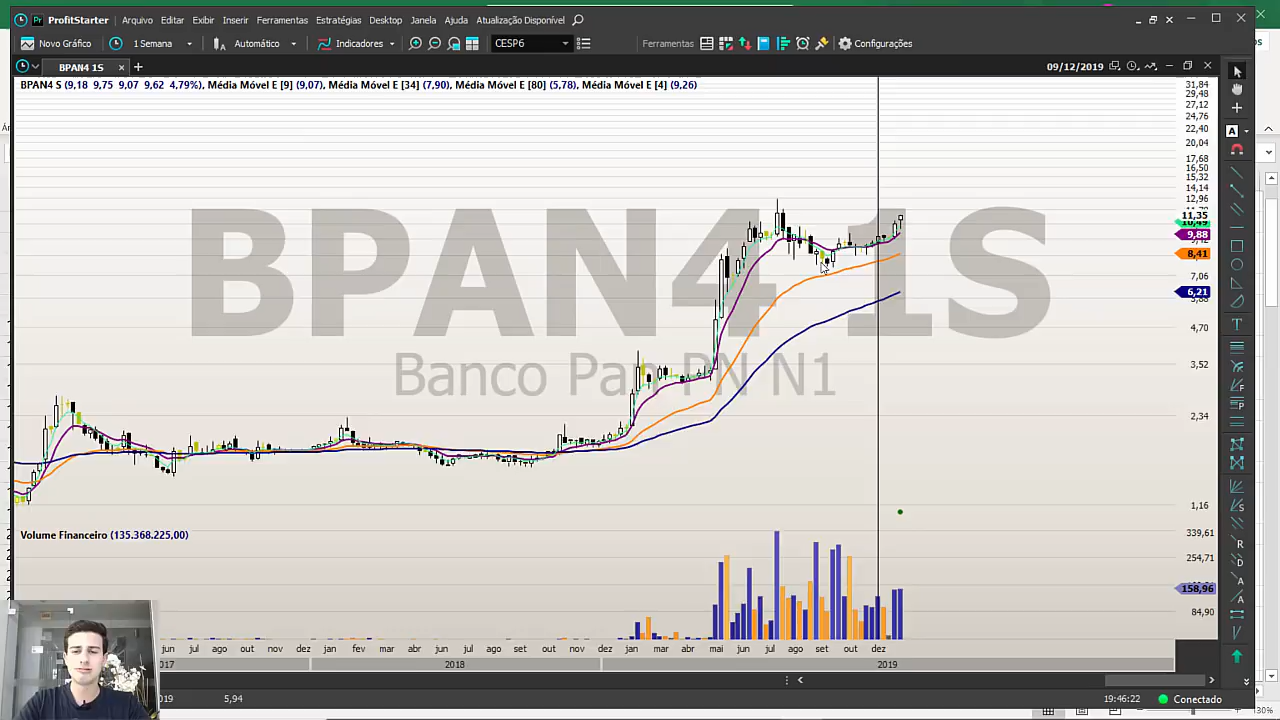 ProfitStarter Arquivo Editar Exibir Inserir Ferramentas Estratégias Desktop Janela Ajuda Atualização Disponível
Novo Gráfico 1 Semana Automático Indicadores CESP6 Ferramentas Configurações
BPAN4 1S 09/12/2019
BPAN4 S (9,18 9,75 9,07 9,62 4,79%), Média Móvel E [9] (9,07), Média Móvel E [34] (7,90), Média Móvel E [80] (5,78), Média Móvel E [4] (9,26)
31,84
29,48
27,12
24,76
22,40
20,04
17,68
16,50
15,32
14,14
12,96
11,35
9,88
8,41
7,06
6,21
4,70
3,52
2,34
1,16
BPAN4 1S
Banco Pan PN N1
Volume Financeiro (135.368.225,00)
339,61
254,71
158,96
84,90
jun jul ago out nov dez jan fev mar abr jun jul ago out nov dez jan mar abr mai jun jul ago set out dez
2017 2018 2019
2019 5,94 19:46:22 Conectado
30%